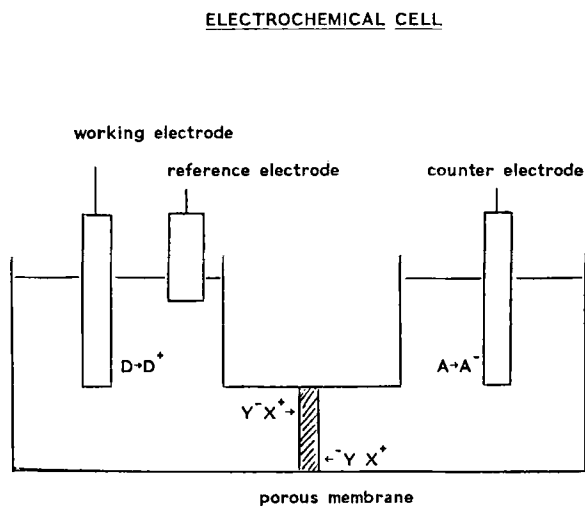 ELECTROCHEMICAL CELL
working electrode
reference electrode
counter electrode
D→D⁺
A→A⁻
Y⁻X⁺→
←⁻Y X⁺
porous membrane